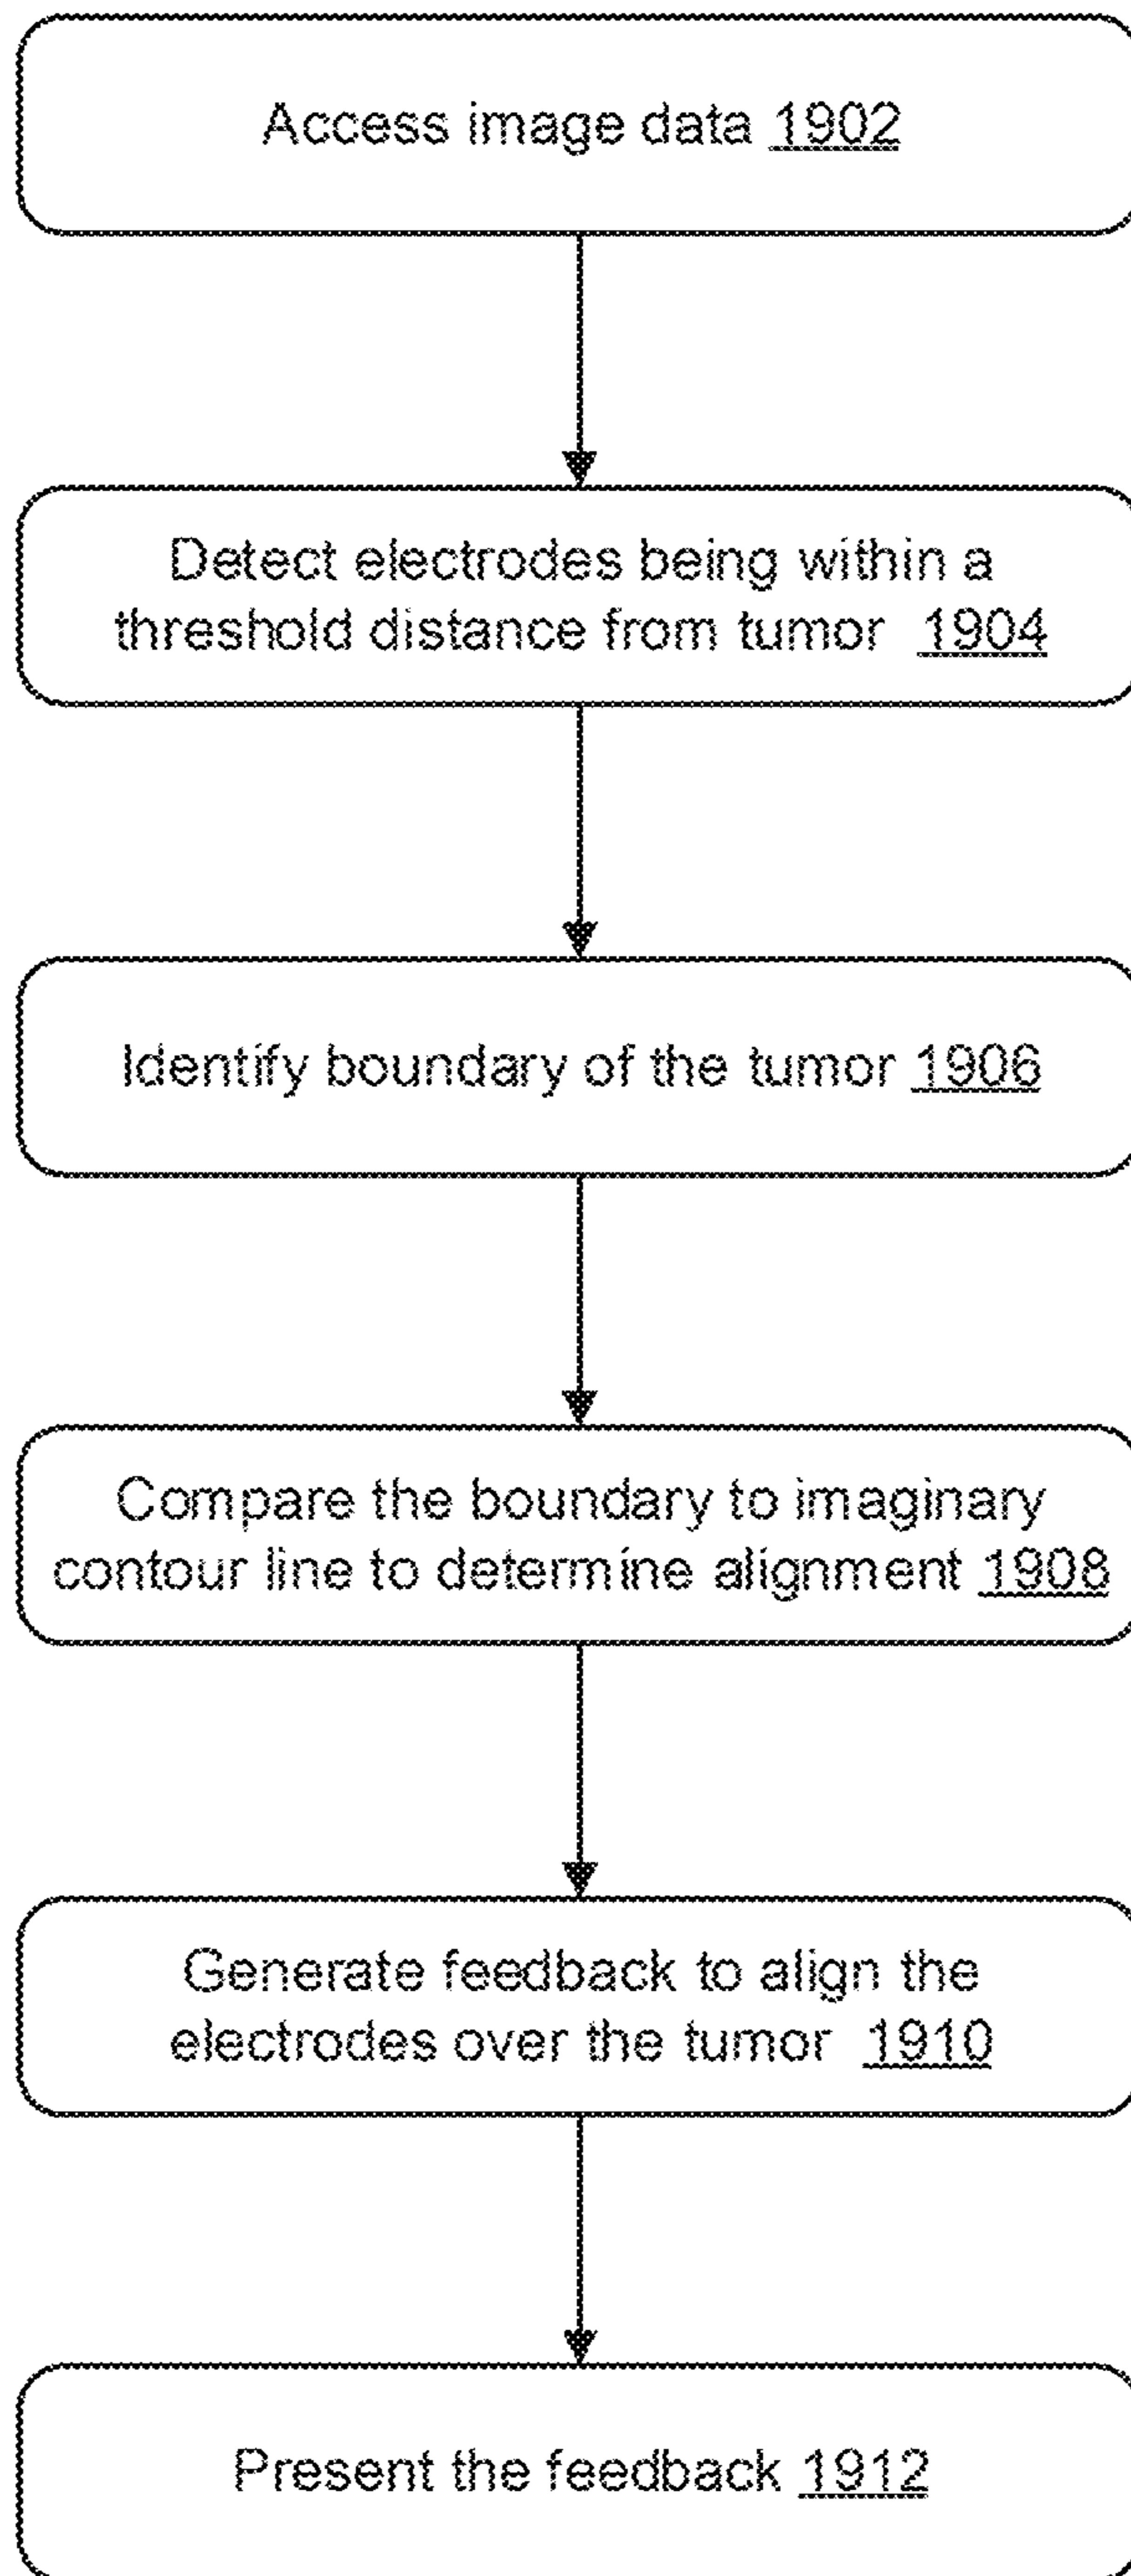 Access image data 1902
Detect electrodes being within a
threshold distance from tumor 1904
Identify boundary of the tumor 1906
Compare the boundary to imaginary
contour line to determine alignment 1908
Generate feedback to align the
electrodes over the tumor 1910
Present the feedback 1912